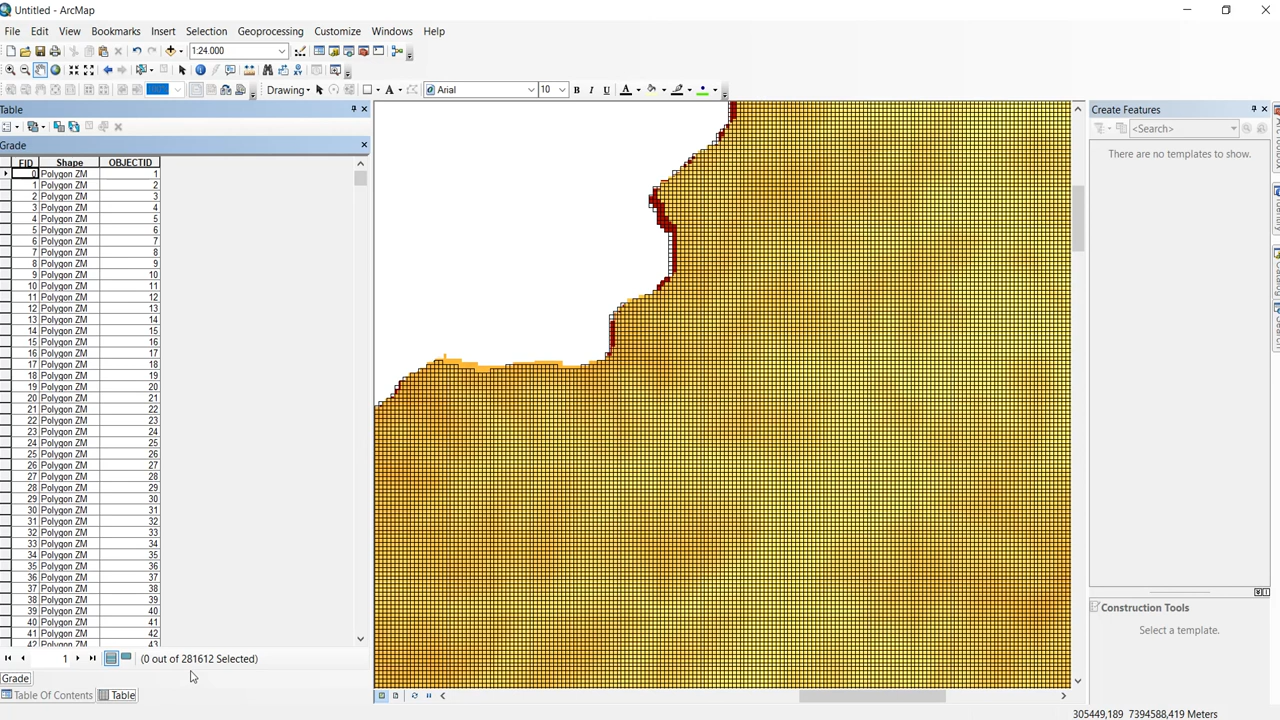 Untitled - ArcMap
File Edit View Bookmarks Insert Selection Geoprocessing Customize Windows Help
1:24.000
100%
Drawing
Arial
10
B I U A
Table
Grade
FID Shape OBJECTID
0 Polygon ZM 1
1 Polygon ZM 2
2 Polygon ZM 3
3 Polygon ZM 4
4 Polygon ZM 5
5 Polygon ZM 6
6 Polygon ZM 7
7 Polygon ZM 8
8 Polygon ZM 9
9 Polygon ZM 10
10 Polygon ZM 11
11 Polygon ZM 12
12 Polygon ZM 13
13 Polygon ZM 14
14 Polygon ZM 15
15 Polygon ZM 16
16 Polygon ZM 17
17 Polygon ZM 18
18 Polygon ZM 19
19 Polygon ZM 20
20 Polygon ZM 21
21 Polygon ZM 22
22 Polygon ZM 23
23 Polygon ZM 24
24 Polygon ZM 25
25 Polygon ZM 26
26 Polygon ZM 27
27 Polygon ZM 28
28 Polygon ZM 29
29 Polygon ZM 30
30 Polygon ZM 31
31 Polygon ZM 32
32 Polygon ZM 33
33 Polygon ZM 34
34 Polygon ZM 35
35 Polygon ZM 36
36 Polygon ZM 37
37 Polygon ZM 38
38 Polygon ZM 39
39 Polygon ZM 40
40 Polygon ZM 41
41 Polygon ZM 42
42 Polygon ZM 43
1
(0 out of 281612 Selected)
Grade
Table Of Contents Table
Create Features
<Search>
There are no templates to show.
Construction Tools
Select a template.
305449,189 7394588,419 Meters